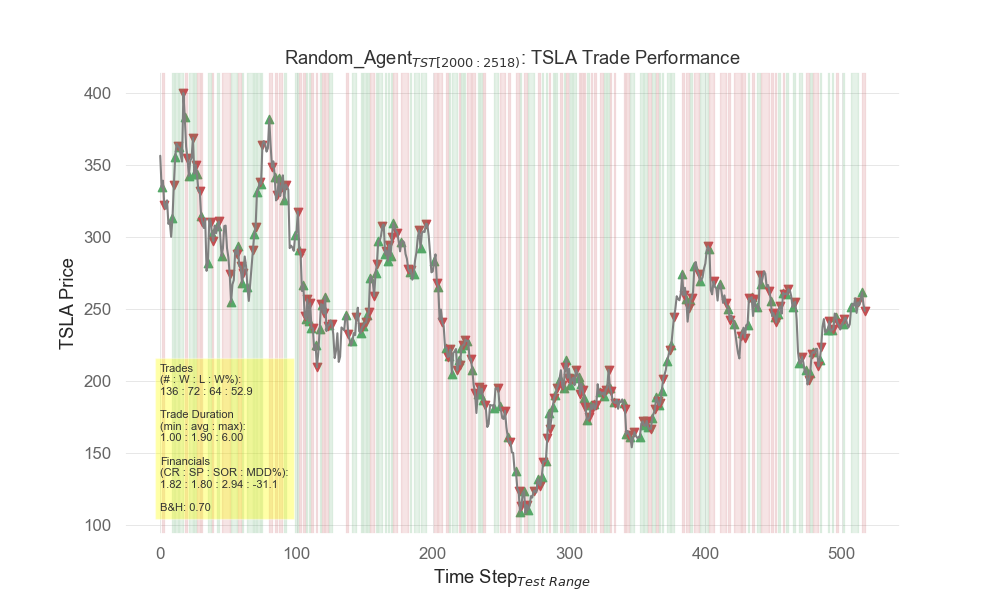 Random_Agent TST[2000 : 2518): TSLA Trade Performance
TSLA Price
400
350
300
250
200
150
100
Trades
(# : W : L : W%):
136 : 72 : 64 : 52.9
Trade Duration
(min : avg : max):
1.00 : 1.90 : 6.00
Financials
(CR : SP : SOR : MDD%):
1.82 : 1.80 : 2.94 : -31.1
B&H: 0.70
0 100 200 300 400 500
Time Step Test Range